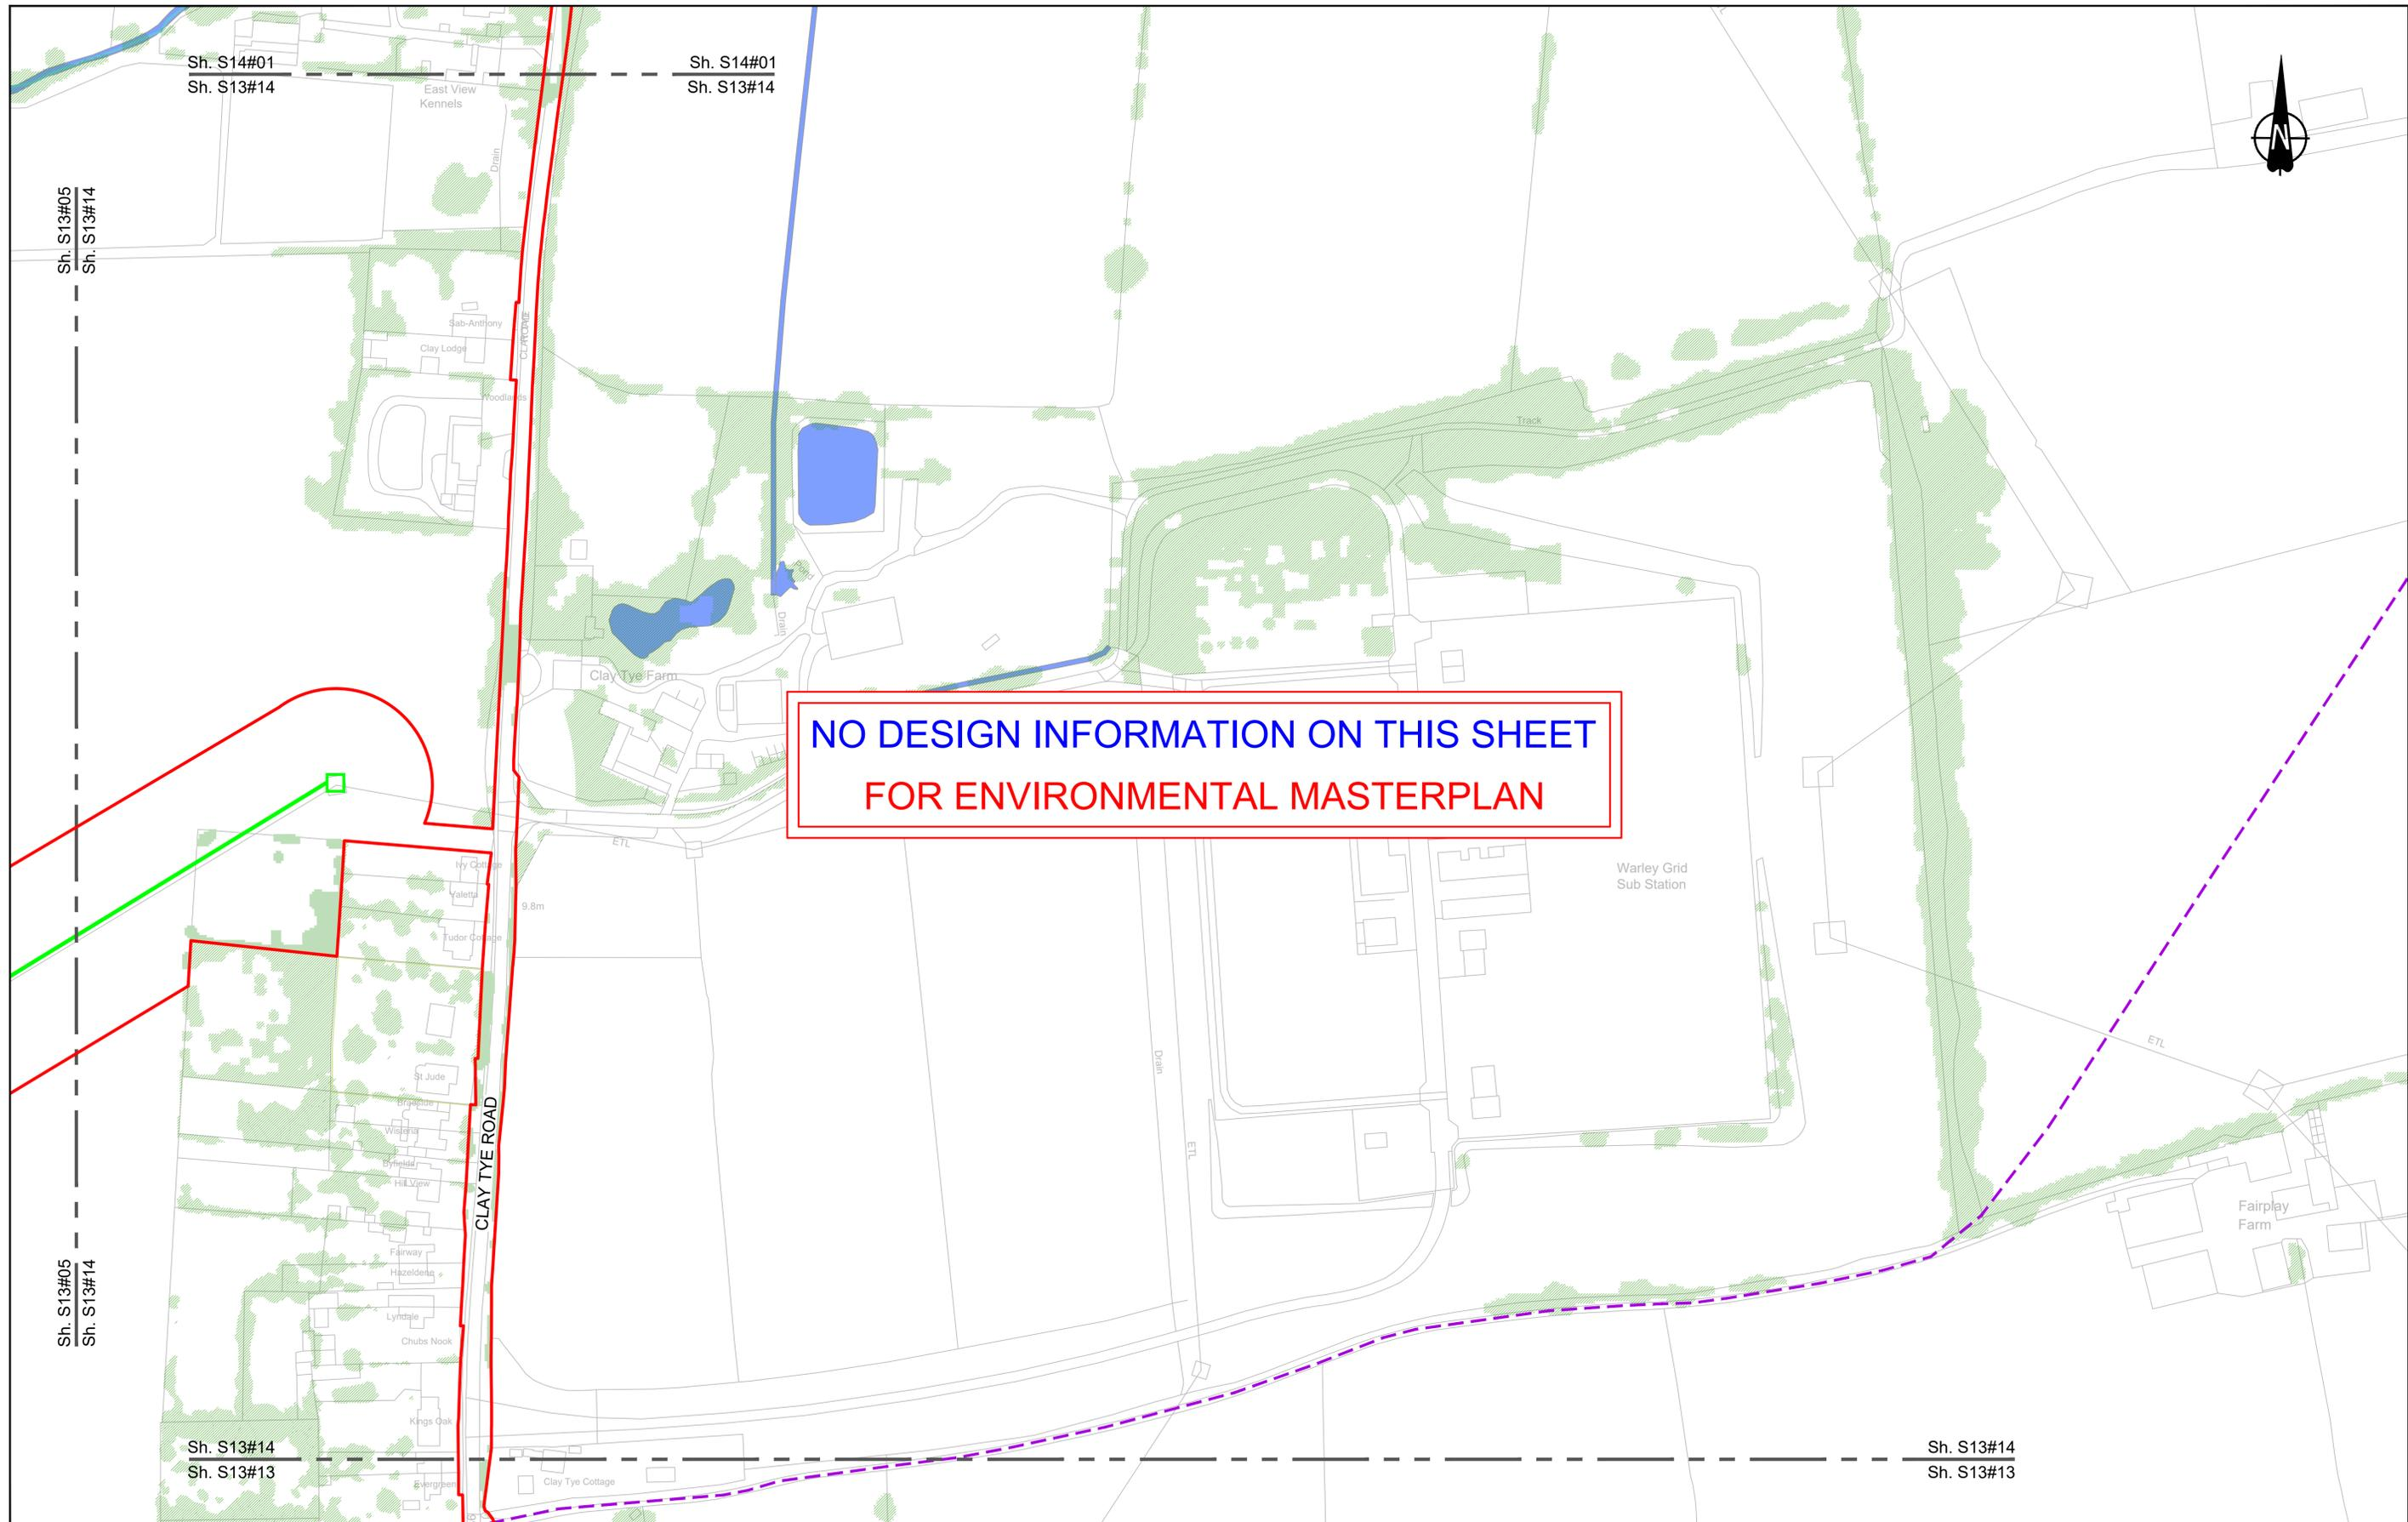 Sh. S14#01
Sh. S13#14
Sh. S14#01
Sh. S13#14
East View
Kennels
N
Drain
Sh. S13#05
Sh. S13#14
Sab-Anthony
Clay Lodge
Woodlands
Track
Pond
Drain
Clay Tye Farm
NO DESIGN INFORMATION ON THIS SHEET
FOR ENVIRONMENTAL MASTERPLAN
ETL
Ivy Cottage
Valetta
9.8m
Tudor Cottage
Warley Grid
Sub Station
Drain
ETL
St Jude
Wisteria
Byfields
Hill View
CLAY TYE ROAD
ETL
Fairplay
Farm
Fairway
Hazeldene
Sh. S13#05
Sh. S13#14
Lyndale
Chubs Nook
Kings Oak
Sh. S13#14
Sh. S13#13
Sh. S13#14
Sh. S13#13
Evergreen
Clay Tye Cottage